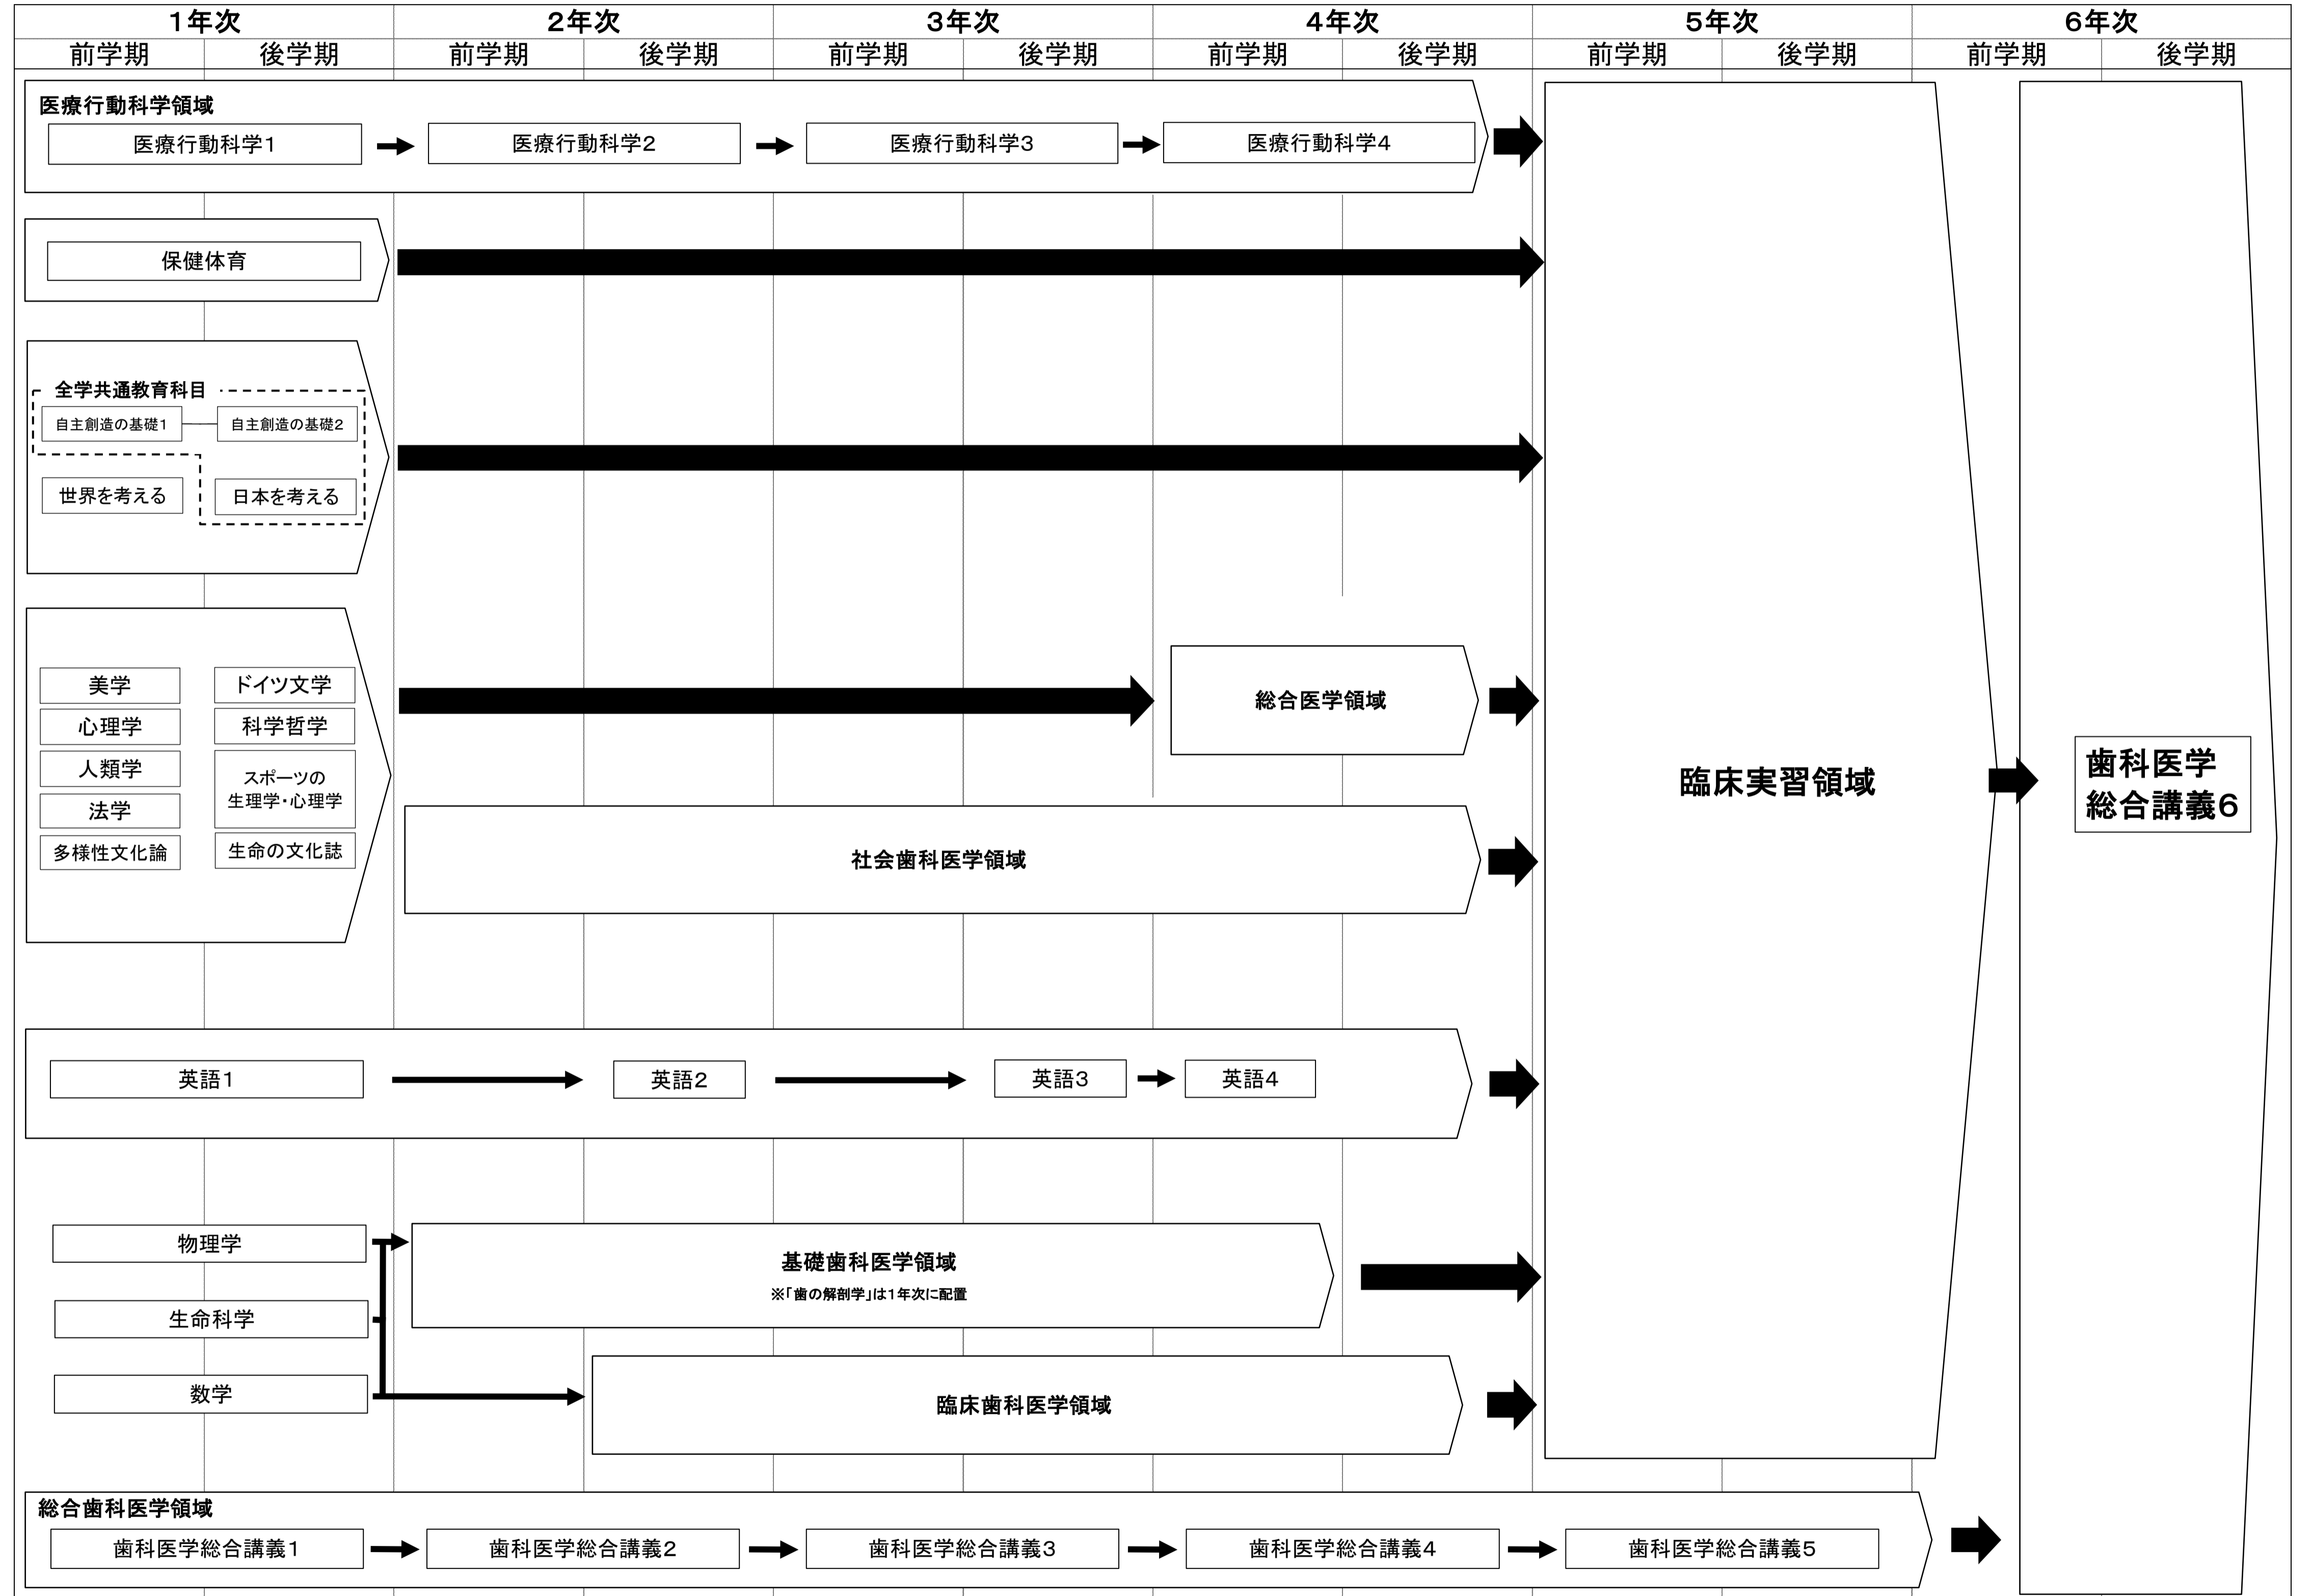 1年次 2年次 3年次 4年次 5年次 6年次
前学期 後学期 前学期 後学期 前学期 後学期 前学期 後学期 前学期 後学期 前学期 後学期
医療行動科学領域
医療行動科学1 医療行動科学2 医療行動科学3 医療行動科学4
保健体育
全学共通教育科目
自主創造の基礎1 自主創造の基礎2
世界を考える 日本を考える
美学 ドイツ文学
心理学 科学哲学
人類学 スポーツの
生理学・心理学
法学
多様性文化論 生命の文化誌
総合医学領域
社会歯科医学領域
臨床実習領域
歯科医学
総合講義6
英語1 英語2 英語3 英語4
物理学
生命科学
数学
基礎歯科医学領域
※「歯の解剖学」は1年次に配置
臨床歯科医学領域
総合歯科医学領域
歯科医学総合講義1 歯科医学総合講義2 歯科医学総合講義3 歯科医学総合講義4 歯科医学総合講義5